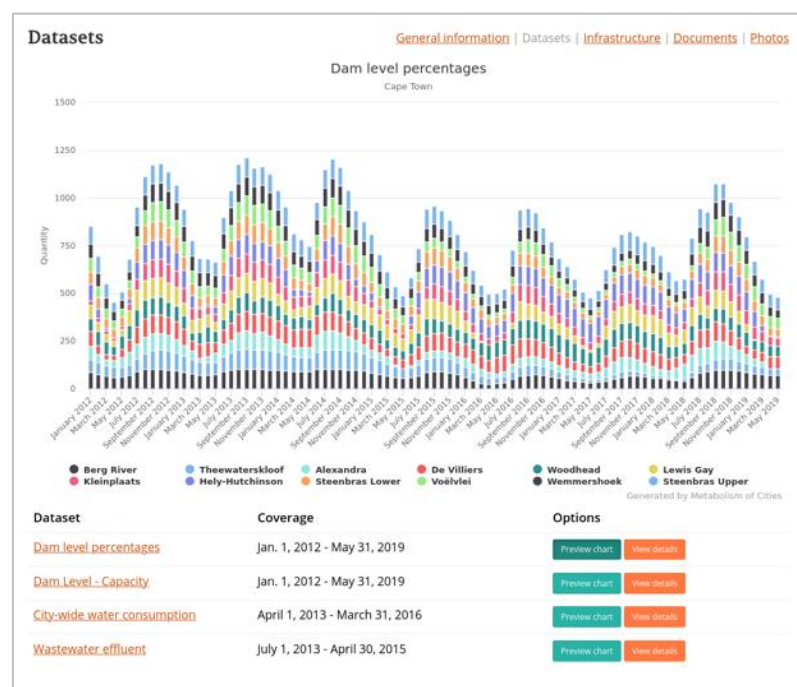 Datasets
General information | Datasets | Infrastructure | Documents | Photos
Dam level percentages
Cape Town
1500
1250
1000
750
500
250
0
Quantity
January 2012
March 2012
May 2012
July 2012
September 2012
November 2012
January 2013
March 2013
May 2013
July 2013
September 2013
November 2013
January 2014
March 2014
May 2014
July 2014
September 2014
November 2014
January 2015
March 2015
May 2015
July 2015
September 2015
November 2015
January 2016
March 2016
May 2016
July 2016
September 2016
November 2016
January 2017
March 2017
May 2017
July 2017
September 2017
November 2017
January 2018
March 2018
May 2018
July 2018
September 2018
November 2018
January 2019
March 2019
May 2019
Berg River Theewaterskloof Alexandra De Villiers Woodhead Lewis Gay
Kleinplaats Hely-Hutchinson Steenbras Lower Voëlvlei Wemmershoek Steenbras Upper
Generated by Metabolism of Cities
Dataset Coverage Options
Dam level percentages Jan. 1, 2012 - May 31, 2019 Preview chart View details
Dam Level - Capacity Jan. 1, 2012 - May 31, 2019 Preview chart View details
City-wide water consumption April 1, 2013 - March 31, 2016 Preview chart View details
Wastewater effluent July 1, 2013 - April 30, 2015 Preview chart View details